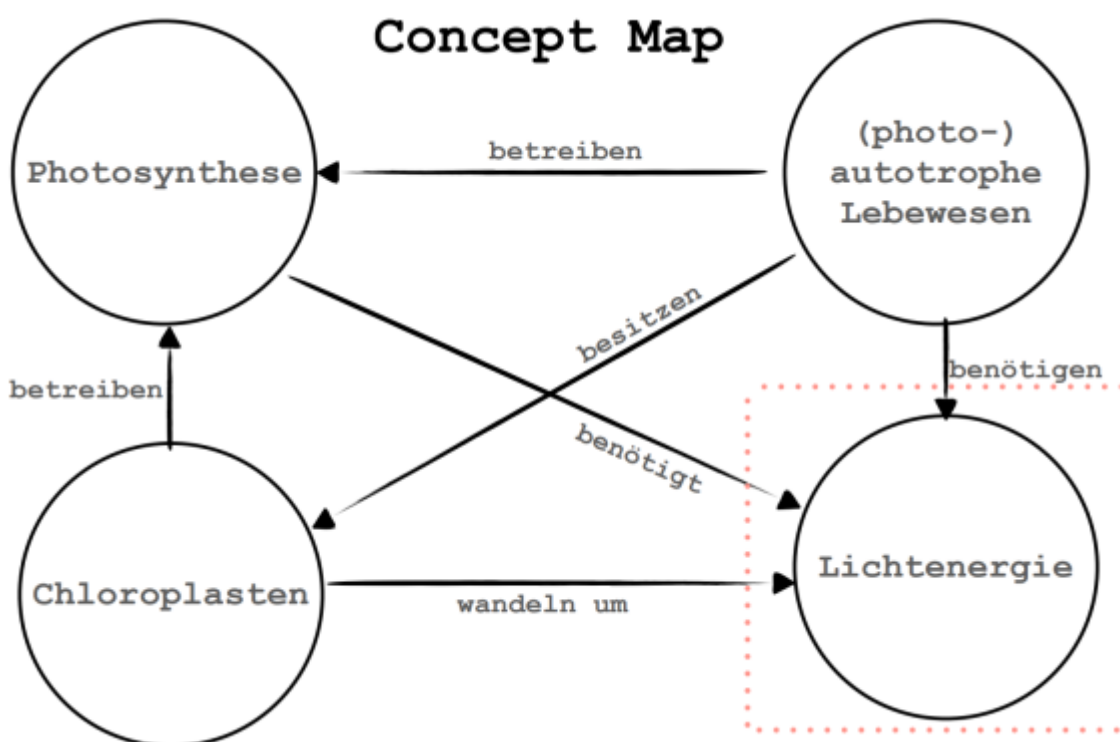 Concept Map
Photosynthese
betreiben
(photo-)
autotrophe
Lebewesen
besitzen
benötigen
betreiben
benötigt
Chloroplasten
wandeln um
Lichtenergie